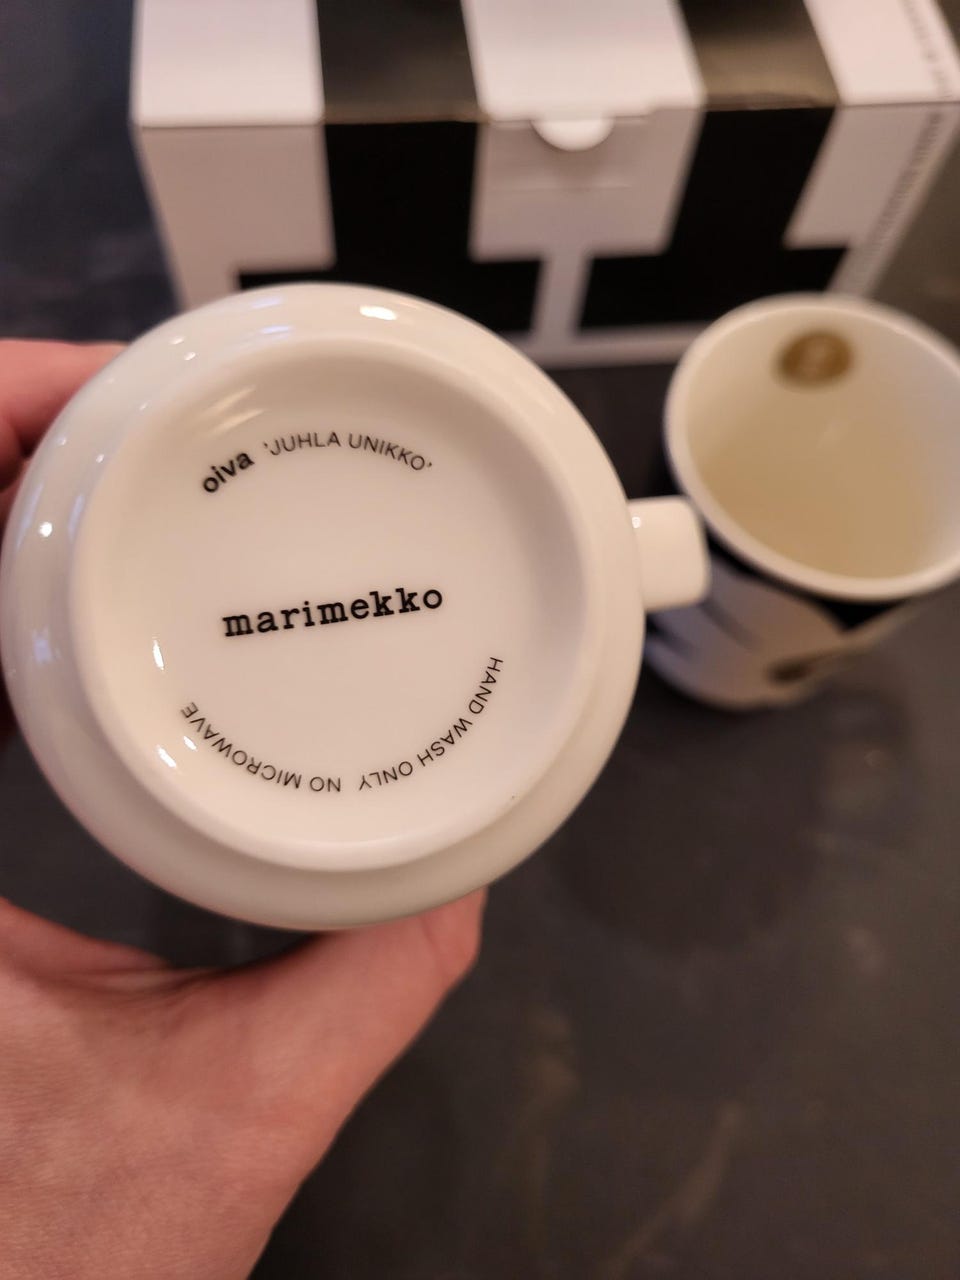 oiva 'JUHLA UNIKKO'
marimekko
HAND WASH ONLY NO MICROWAVE